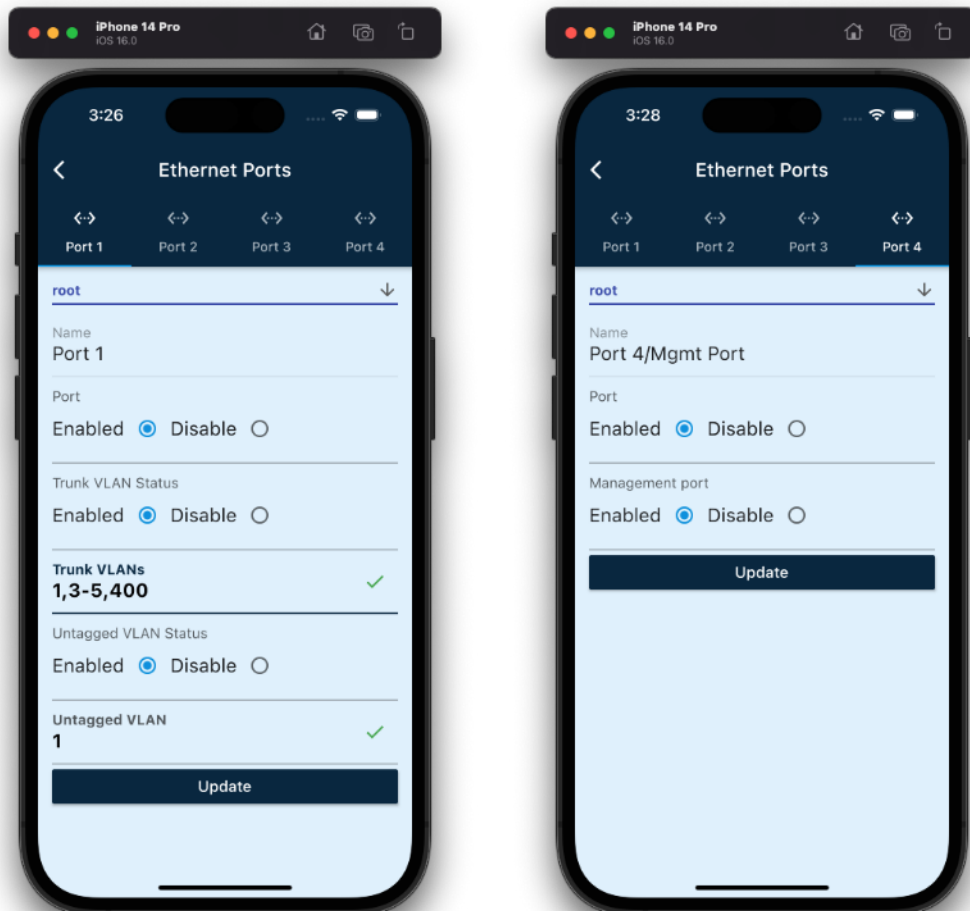 iPhone 14 Pro
iOS 16.0
3:26
Ethernet Ports
Port 1 Port 2 Port 3 Port 4
root
Name
Port 1
Port
Enabled Disable
Trunk VLAN Status
Enabled Disable
Trunk VLANs
1,3-5,400
Untagged VLAN Status
Enabled Disable
Untagged VLAN
1
Update
iPhone 14 Pro
iOS 16.0
3:28
Ethernet Ports
Port 1 Port 2 Port 3 Port 4
root
Name
Port 4/Mgmt Port
Port
Enabled Disable
Management port
Enabled Disable
Update